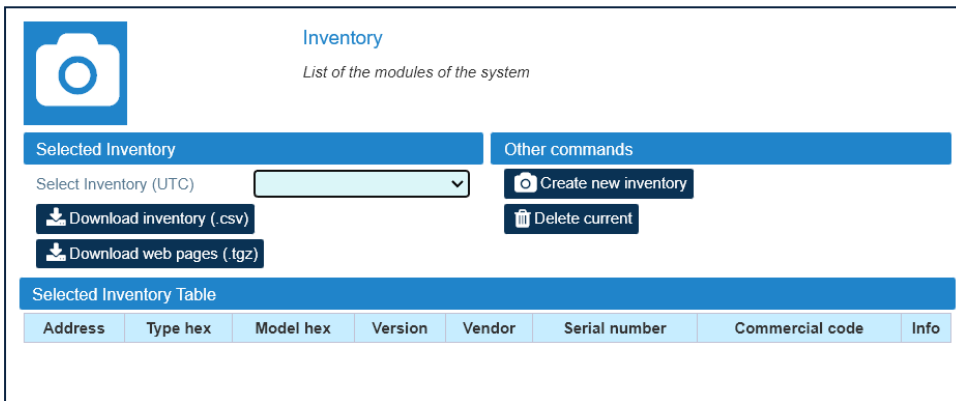 Inventory
List of the modules of the system
Selected Inventory
Other commands
Select Inventory (UTC)
Create new inventory
Download inventory (.csv)
Delete current
Download web pages (.tgz)
Selected Inventory Table
Address Type hex Model hex Version Vendor Serial number Commercial code Info